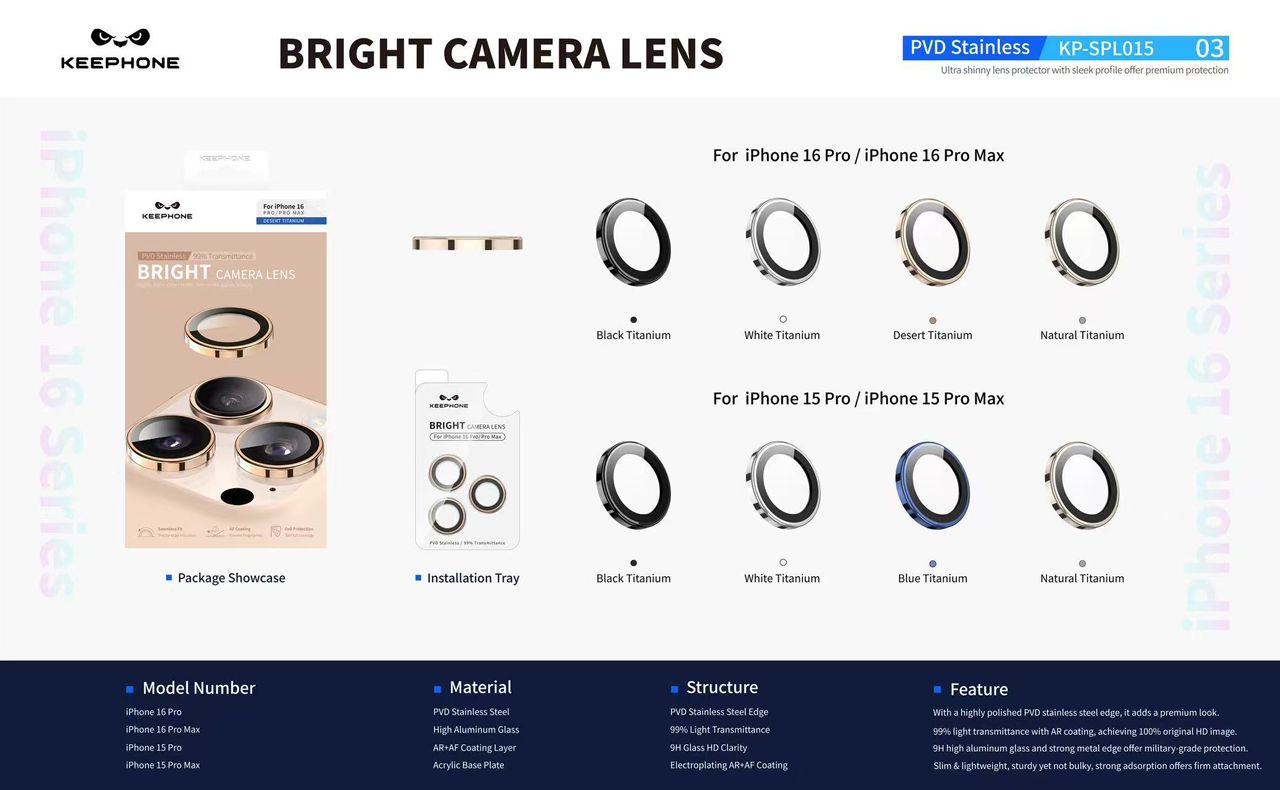 KEEPHONE
BRIGHT CAMERA LENS
PVD Stainless KP-SPL015 03
Ultra shinny lens protector with sleek profile offer premium protection
iPhone 16 Series
KEEPHONE
KEEPHONE
For iPhone 16
PRO/PRO MAX
DESERT TITANIUM
PVD Stainless 99% Transmittance
BRIGHT CAMERA LENS
Seamless Fit
AF Coating
Full Protection
Package Showcase
KEEPHONE
BRIGHT CAMERA LENS
For iPhone 16 Pro/Pro Max
PVD Stainless / 99% Transmittance
Installation Tray
For iPhone 16 Pro / iPhone 16 Pro Max
Black Titanium
White Titanium
Desert Titanium
Natural Titanium
For iPhone 15 Pro / iPhone 15 Pro Max
Black Titanium
White Titanium
Blue Titanium
Natural Titanium
iPhone 16 Series
Model Number
iPhone 16 Pro
iPhone 16 Pro Max
iPhone 15 Pro
iPhone 15 Pro Max
Material
PVD Stainless Steel
High Aluminum Glass
AR+AF Coating Layer
Acrylic Base Plate
Structure
PVD Stainless Steel Edge
99% Light Transmittance
9H Glass HD Clarity
Electroplating AR+AF Coating
Feature
With a highly polished PVD stainless steel edge, it adds a premium look.
99% light transmittance with AR coating, achieving 100% original HD image.
9H high aluminum glass and strong metal edge offer military-grade protection.
Slim & lightweight, sturdy yet not bulky, strong adsorption offers firm attachment.